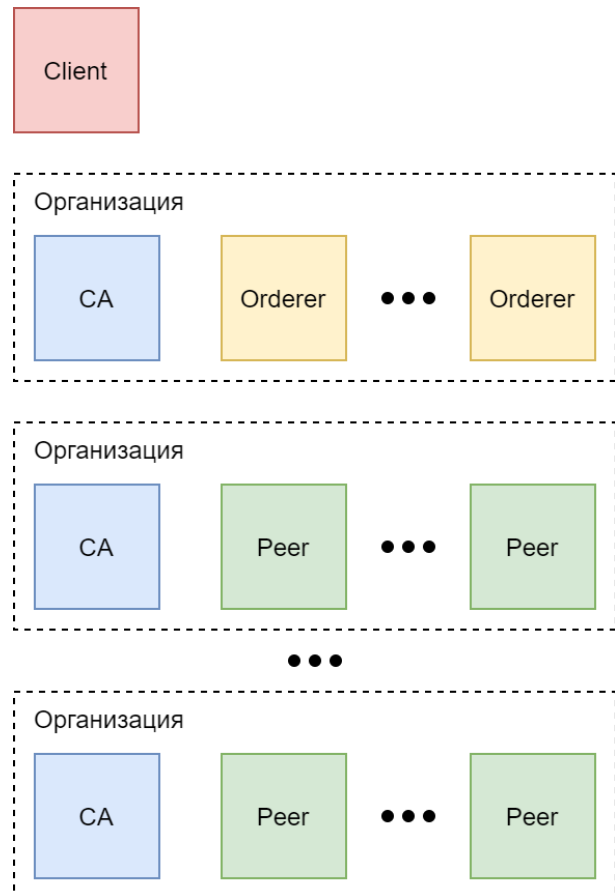 Client
Организация
CA
Orderer
Orderer
Организация
CA
Peer
Peer
Организация
CA
Peer
Peer